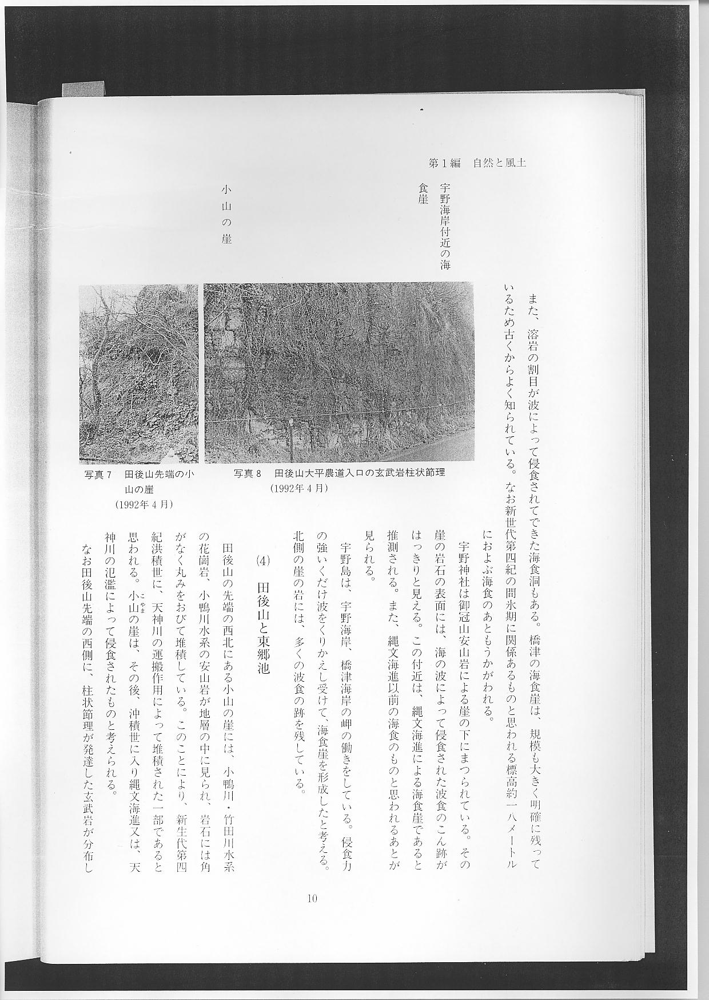 第1編　自然と風土
宇野海岸付近の海
食崖
小山の崖
また、溶岩の割目が波によって侵食されてできた海食洞もある。橋津の海食崖は、規模も大きく明確に残って
いるため古くからよく知られている。なお新世代第四紀の間氷期に関係あるものと思われる標高約一八メートル
におよぶ海食のあともうかがわれる。
宇野神社は御冠山安山岩による崖の下にまつられている。その
崖の岩石の表面には、海の波によって侵食された波食のこん跡が
はっきりと見える。この付近は、縄文海進による海食崖であると
推測される。また、縄文海進以前の海食のものと思われるあとが
見られる。
宇野島は、宇野海岸、橋津海岸の岬の働きをしている。侵食力
の強いくだけ波をくりかえし受けて、海食崖を形成したと考える。
北側の崖の岩には、多くの波食の跡を残している。
写真8　田後山大平農道入口の玄武岩柱状節理
(1992年4月)
写真7　田後山先端の小
山の崖
(1992年4月)
(4)　田後山と東郷池
田後山の先端の西北にある小山の崖には、小鴨川・竹田川水系
の花崗岩、小鴨川水系の安山岩が地層の中に見られ、岩石には角
がなく丸みをおびて堆積している。このことにより、新生代第四
紀洪積世に、天神川の運搬作用によって堆積された一部であると
思われる。小山の崖は、その後、沖積世に入り縄文海進又は、天
こやま
神川の氾濫によって侵食されたものと考えられる。
なお田後山先端の西側に、柱状節理が発達した玄武岩が分布し
10